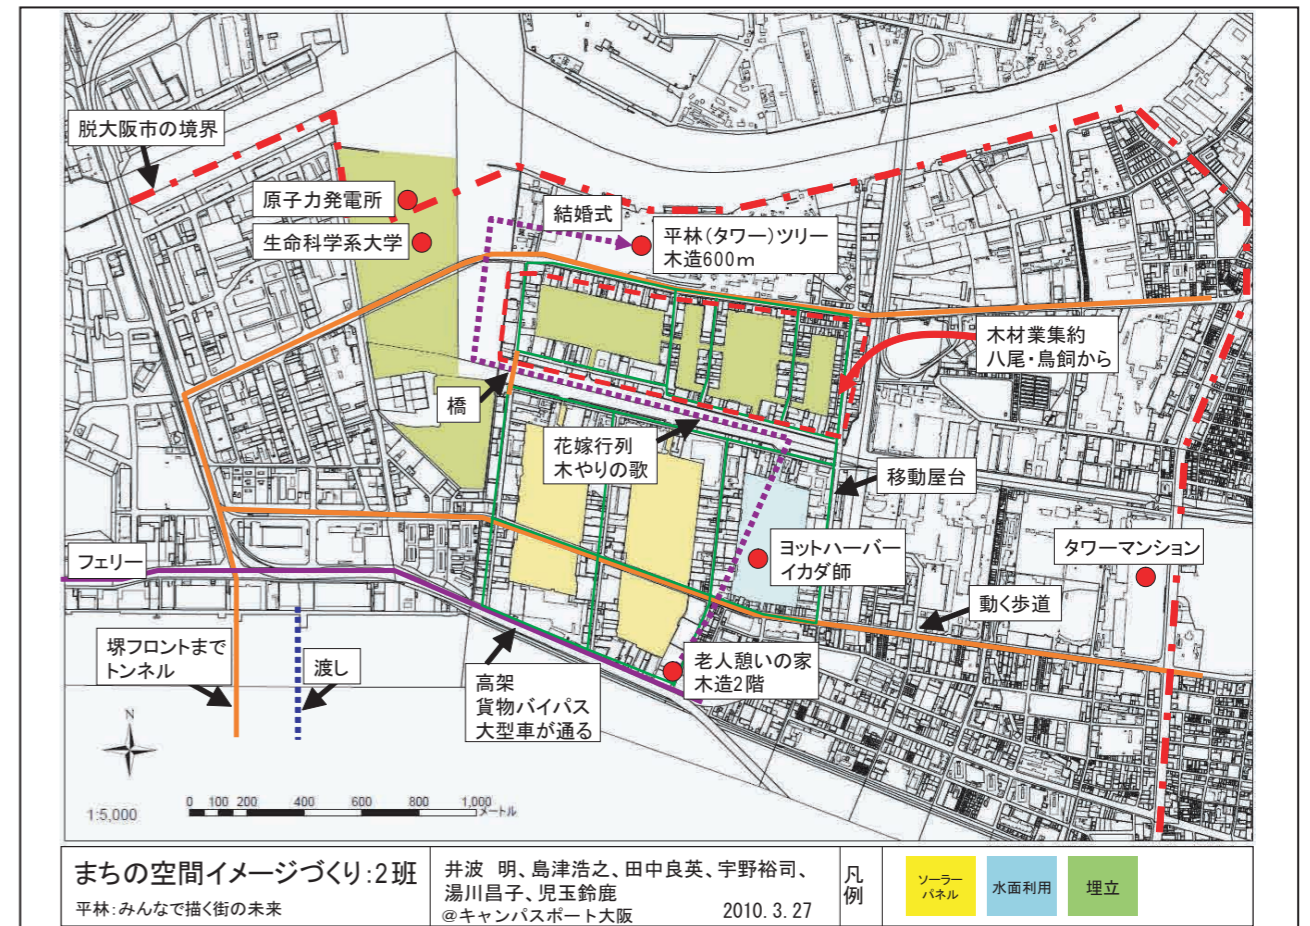 脱大阪市の境界
原子力発電所
生命科学系大学
結婚式
平林(タワー)ツリー
木造600m
木材業集約
八尾・鳥飼から
橋
花嫁行列
木やりの歌
移動屋台
フェリー
ヨットハーバー
イカダ師
タワーマンション
動く歩道
堺フロントまで
トンネル
渡し
高架
貨物バイパス
大型車が通る
老人憩いの家
木造2階
N
1:5,000
0 100 200 400 600 800 1,000
メートル
まちの空間イメージづくり:2班
平林:みんなで描く街の未来
井波 明、島津浩之、田中良英、宇野裕司、
湯川昌子、児玉鈴鹿
@キャンパスポート大阪 2010.3.27
凡例
ソーラー
パネル
水面利用
埋立